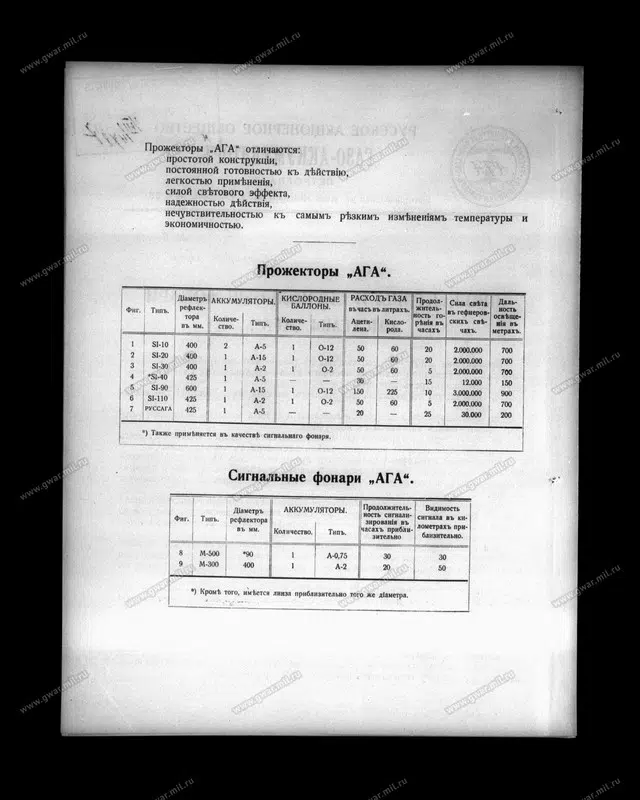 Прожекторы „АГА“ отличаются:
простотой конструкціи,
постоянной готовностью къ дѣйствію,
легкостью примѣненія,
силой свѣтового эффекта,
надежностью дѣйствія,
нечувствительностью къ самымъ рѣзкимъ измѣненіямъ температуры и
экономичностью.
Прожекторы „АГА“.
Фиг. Типъ. Діаметръ рефлектора въ мм. АККУМУЛЯТОРЫ. Количество. Типъ. КИСЛОРОДНЫЕ БАЛЛОНЫ. Количество. Типъ. РАСХОДЪ ГАЗА въ часъ въ литрахъ. Ацетилена. Кислорода. Продолжительность горѣнія въ часахъ Сила свѣта въ гефнеровскихъ свѣчахъ. Дальность освѣщенія въ метрахъ.
1 SI-10 400 2 А-5 1 О-12 50 60 20 2.000.000 700
2 SI-20 400 1 А-15 1 О-12 50 60 20 2.000.000 700
3 SI-30 400 1 А-2 1 О-2 50 60 5 2.000.000 700
4 *SI-40 425 1 А-5 — — 30 — 15 12.000 150
5 SI-90 600 1 А-15 1 О-12 150 225 10 3.000.000 900
6 SI-110 425 1 А-2 1 О-2 50 60 5 2.000.000 700
7 РУССАГА 425 1 А-5 — — 20 — 25 30.000 200
*) Также примѣняется въ качествѣ сигнальнаго фонаря.
Сигнальные фонари „АГА“.
Фиг. Типъ. Діаметръ рефлектора въ мм. АККУМУЛЯТОРЫ. Количество. Типъ. Продолжительность сигнализированія въ часахъ приблизительно Видимость сигнала въ километрахъ приблизительно.
8 М-500 *90 1 А-0,75 30 30
9 М-300 400 1 А-2 20 50
*) Кромѣ того, имѣется линза приблизительно того же діаметра.
www.gwar.mil.ru